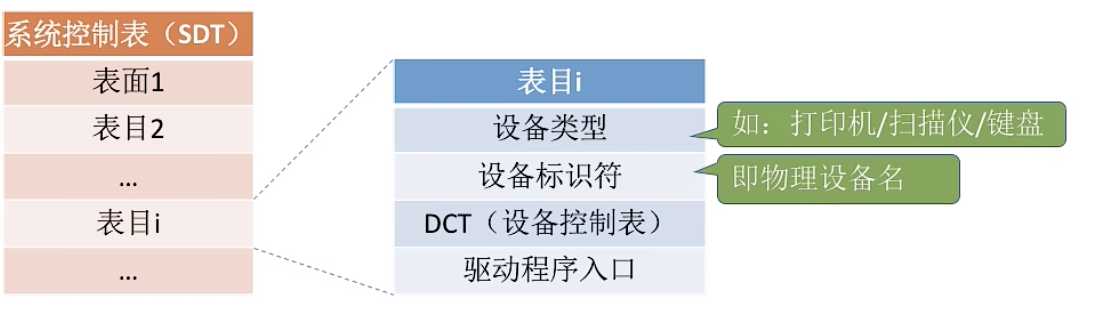 系统控制表（SDT）
表面1
表目2
...
表目i
...
表目i
设备类型
设备标识符
DCT（设备控制表）
驱动程序入口
如：打印机/扫描仪/键盘
即物理设备名